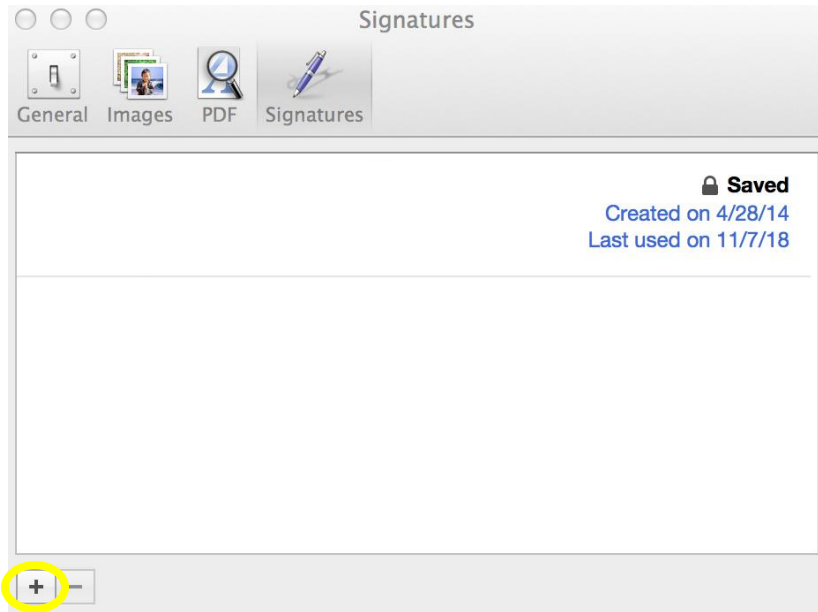 Signatures
General Images PDF Signatures
Saved
Created on 4/28/14
Last used on 11/7/18
+ −